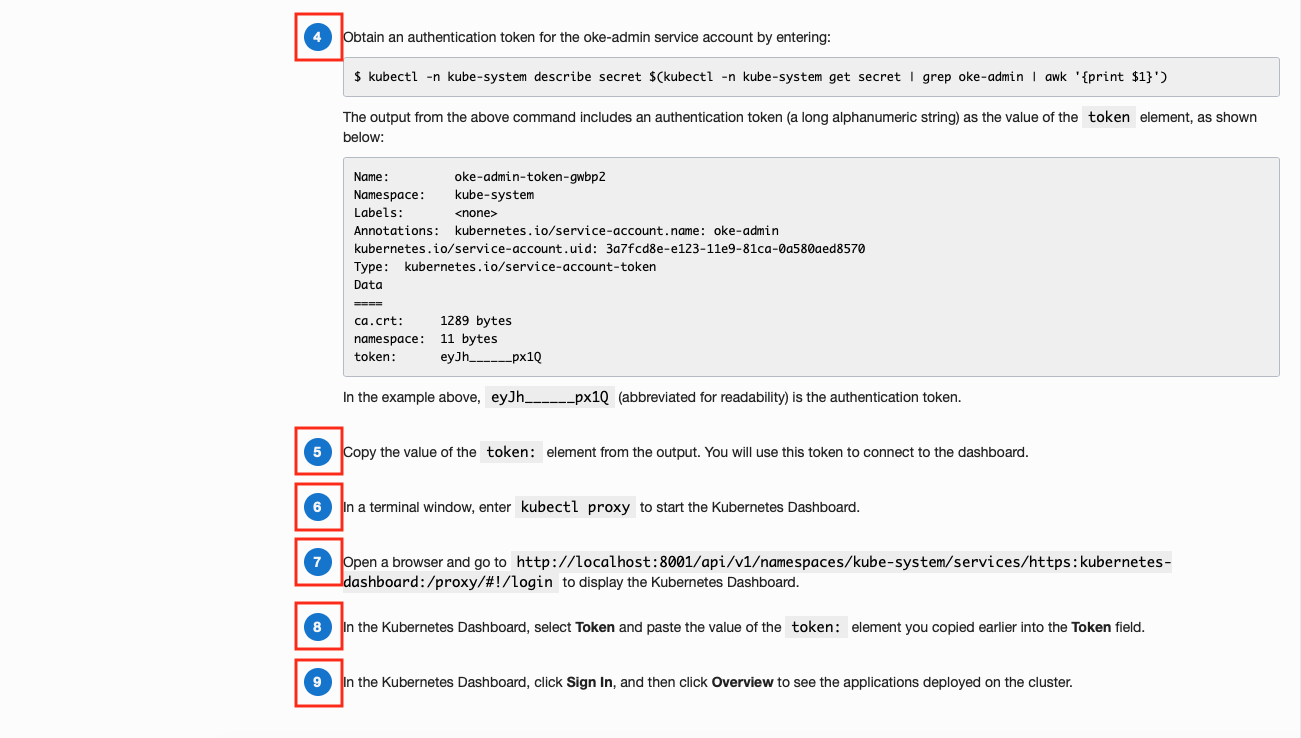 4 Obtain an authentication token for the oke-admin service account by entering:
$ kubectl -n kube-system describe secret $(kubectl -n kube-system get secret | grep oke-admin | awk '{print $1}')
The output from the above command includes an authentication token (a long alphanumeric string) as the value of the token element, as shown
below:
Name:         oke-admin-token-gwbp2
Namespace:    kube-system
Labels:       <none>
Annotations:  kubernetes.io/service-account.name: oke-admin
kubernetes.io/service-account.uid: 3a7fcd8e-e123-11e9-81ca-0a580aed8570
Type:  kubernetes.io/service-account-token
Data
====
ca.crt:     1289 bytes
namespace:  11 bytes
token:      eyJh______px1Q
In the example above, eyJh______px1Q (abbreviated for readability) is the authentication token.
5 Copy the value of the token: element from the output. You will use this token to connect to the dashboard.
6 In a terminal window, enter kubectl proxy to start the Kubernetes Dashboard.
7 Open a browser and go to http://localhost:8001/api/v1/namespaces/kube-system/services/https:kubernetes-
dashboard:/proxy/#!/login to display the Kubernetes Dashboard.
8 In the Kubernetes Dashboard, select Token and paste the value of the token: element you copied earlier into the Token field.
9 In the Kubernetes Dashboard, click Sign In, and then click Overview to see the applications deployed on the cluster.